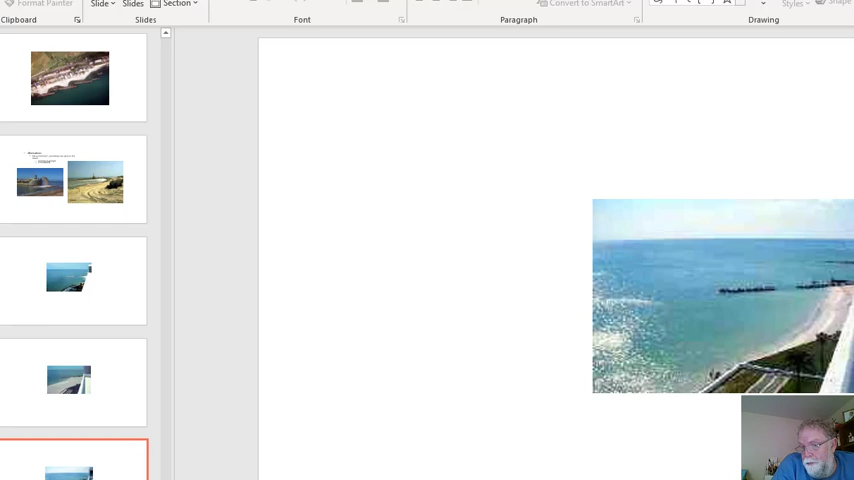 Format Painter
Slide
Slides
Section
Convert to SmartArt
Styles
Shape
Clipboard
Slides
Font
Paragraph
Drawing